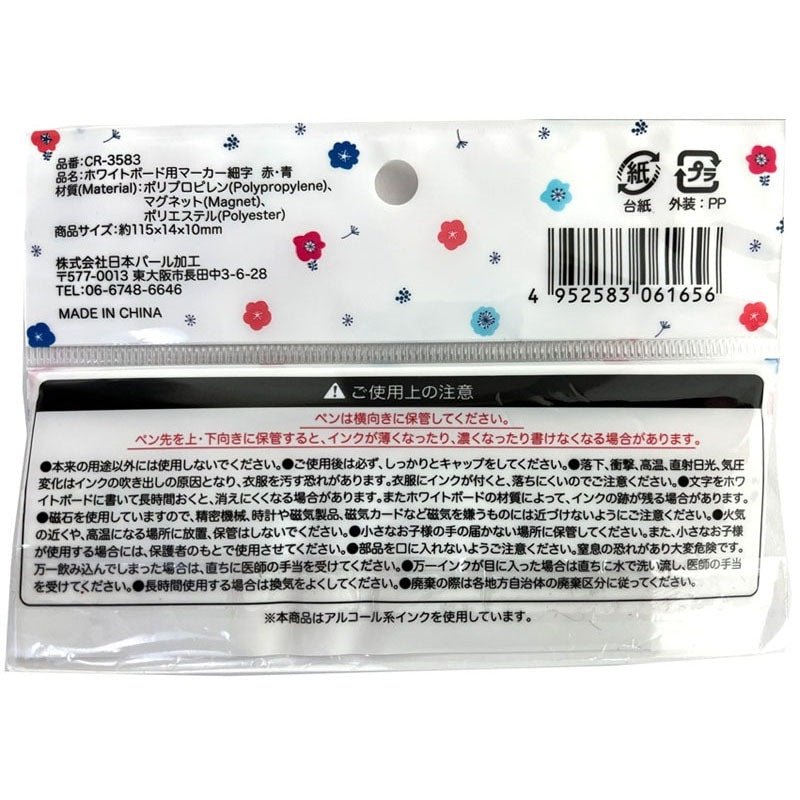 品番:CR-3583
品名:ホワイトボード用マーカー細字 赤・青
材質(Material):ポリプロピレン(Polypropylene)、
マグネット(Magnet)、
ポリエステル(Polyester)
商品サイズ:約115×14×10mm
株式会社日本パール加工
〒577-0013 東大阪市長田中3-6-28
TEL:06-6748-6646
MADE IN CHINA
紙
台紙
プラ
外装:PP
4 952583 061656
ご使用上の注意
ペンは横向きに保管してください。
ペン先を上・下向きに保管すると、インクが薄くなったり、濃くなったり書けなくなる場合があります。
●本来の用途以外には使用しないでください。●ご使用後は必ず、しっかりとキャップをしてください。●落下、衝撃、高温、直射日光、気圧
変化はインクの吹き出しの原因となり、衣服を汚す恐れがあります。衣服にインクが付くと、落ちにくいのでご注意ください。●文字をホワ
イトボードに書いて長時間おくと、消えにくくなる場合があります。またホワイトボードの材質によって、インクの跡が残る場合があります。
●磁石を使用していますので、精密機械、時計や磁気製品、磁気カードなど磁気を嫌うものには近づけないようにご注意ください。●火気
の近くや、高温になる場所に放置、保管はしないでください。●小さなお子様の手の届かない場所に保管してください。また、小さなお子様
が使用する場合には、保護者のもとで使用させてください。●部品を口に入れないようご注意ください。窒息の恐れがあり大変危険です。
万一飲み込んでしまった場合は、直ちに医師の手当を受けてください。●万一インクが目に入った場合は直ちに水で洗い流し、医師の手当
を受けてください。●長時間使用する場合は換気をよくしてください。●廃棄の際は各地方自治体の廃棄区分に従ってください。
※本商品はアルコール系インクを使用しています。